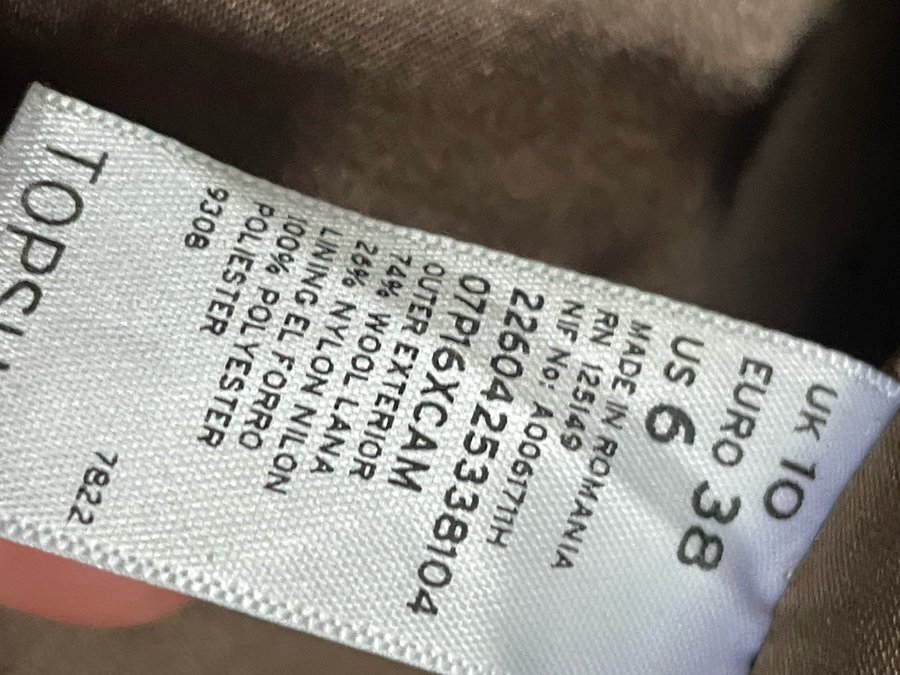 UK 10
EURO 38
US 6
MADE IN ROMANIA
RN 125149
NIF No: A0061771H
226042533B104
07P16XCAM
OUTER EXTERIOR
74% WOOL LANA
26% NYLON NILON
LINING EL FORRO
100% POLYESTER
POLIESTER
9308
7822